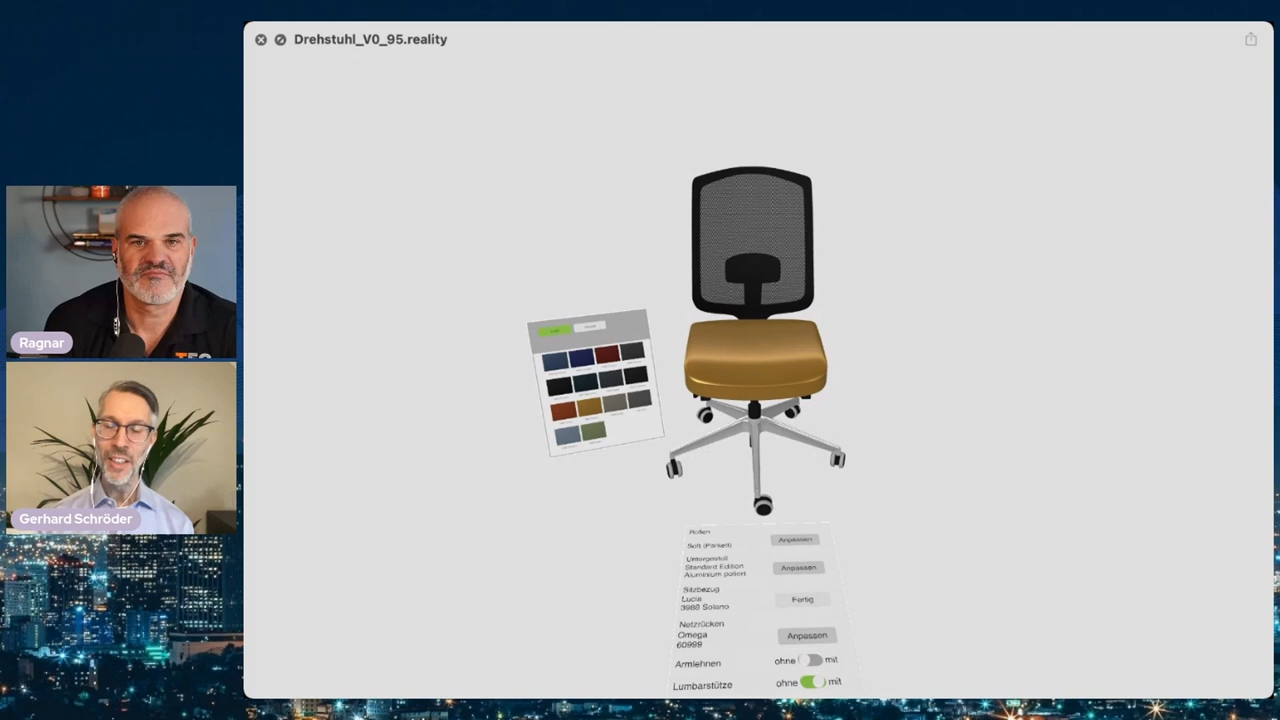 Drehstuhl_V0_95.reality
Ragnar
Gerhard Schröder
Rollen
Soft (Parkett)
Anpassen
Untergestell
Standard Edition
Aluminium poliert
Anpassen
Sitzbezug
Lucia
3988 Solano
Fertig
Netzrücken
Omega
60999
Anpassen
Armlehnen
ohne mit
Lumbarstütze
ohne mit